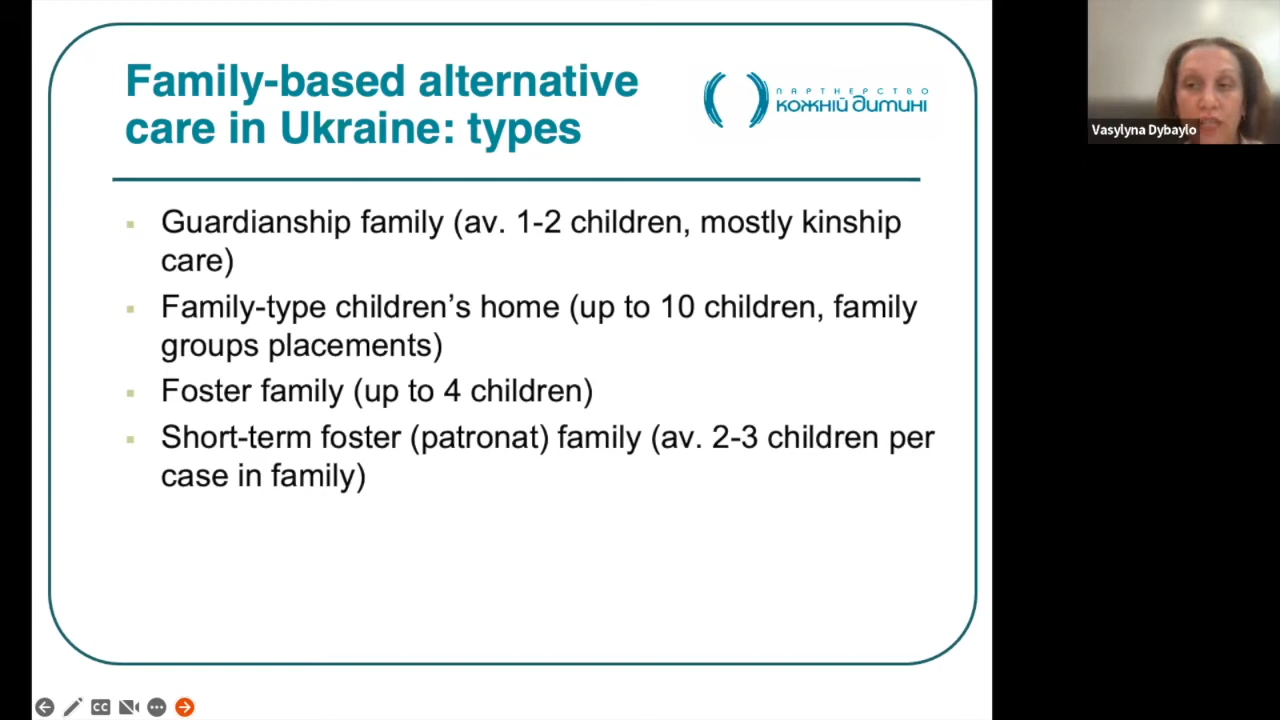 Family-based alternative
care in Ukraine: types
ПАРТНЕРСТВО
КОЖНІЙ ДИТИНІ
Vasylyna Dybaylo
▪ Guardianship family (av. 1-2 children, mostly kinship
care)
▪ Family-type children’s home (up to 10 children, family
groups placements)
▪ Foster family (up to 4 children)
▪ Short-term foster (patronat) family (av. 2-3 children per
case in family)
CC